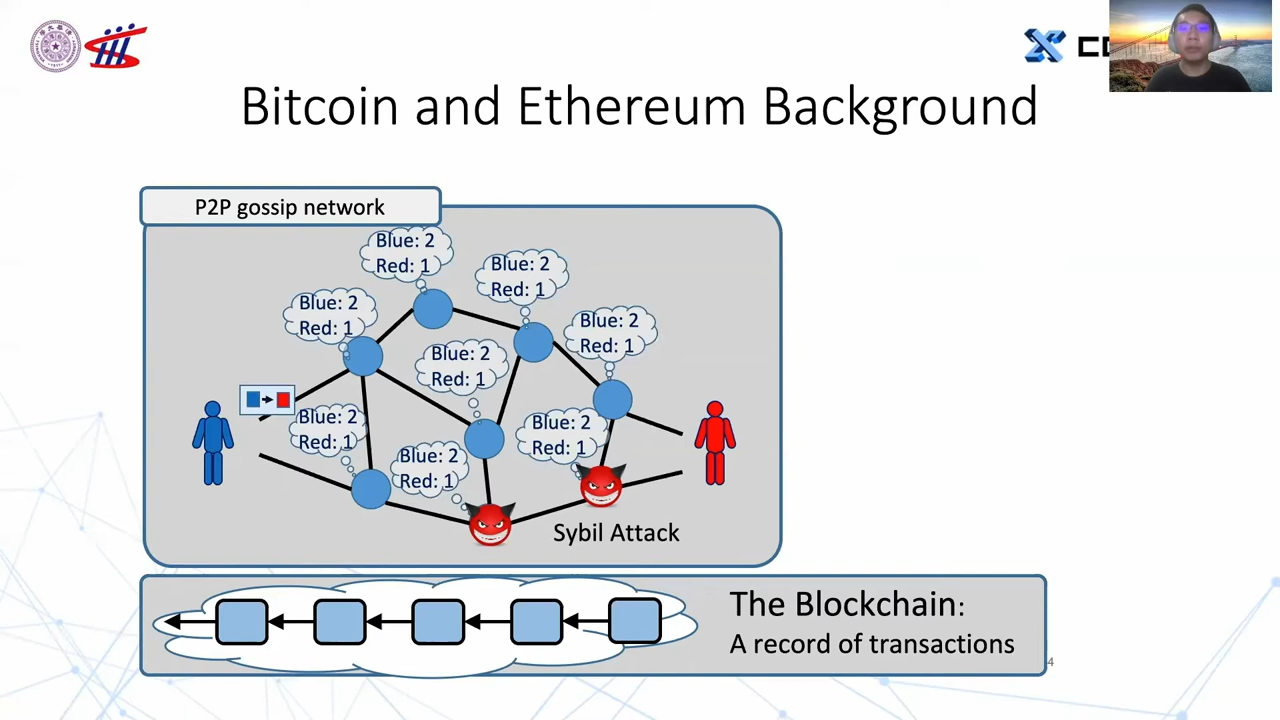 Bitcoin and Ethereum Background
P2P gossip network
Blue: 2
Red: 1
Blue: 2
Red: 1
Blue: 2
Red: 1
Blue: 2
Red: 1
Blue: 2
Red: 1
Blue: 2
Red: 1
Blue: 2
Red: 1
Blue: 2
Red: 1
Sybil Attack
The Blockchain:
A record of transactions
4